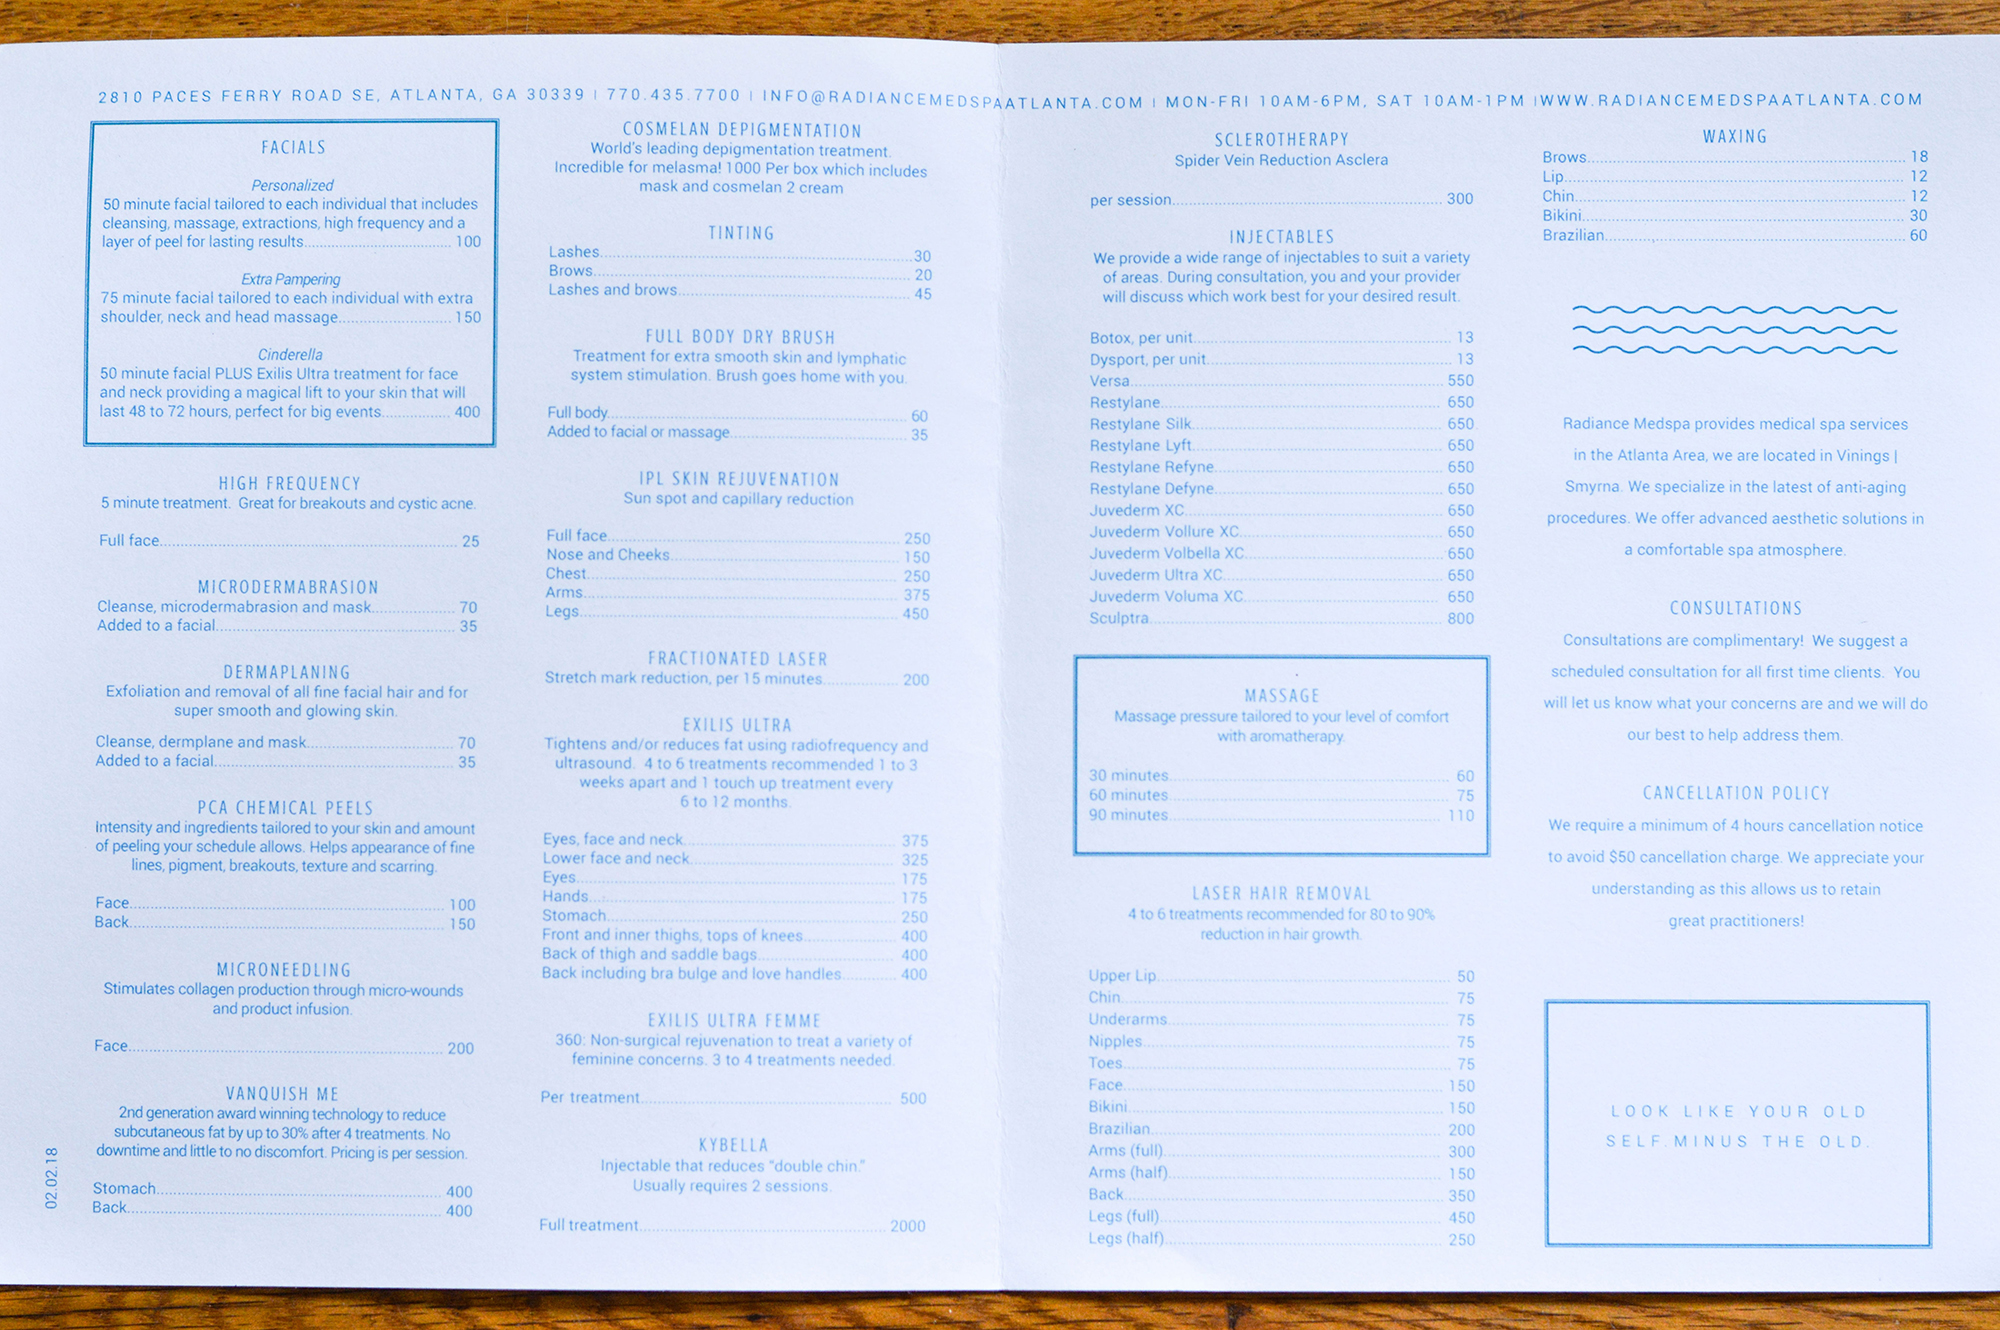 2810 PACES FERRY ROAD SE, ATLANTA, GA 30339 | 770.435.7700 | INFO@RADIANCEMEDSPAATLANTA.COM | MON-FRI 10AM-6PM, SAT 10AM-1PM |WWW.RADIANCEMEDSPAATLANTA.COM
FACIALS
Personalized
50 minute facial tailored to each individual that includes
cleansing, massage, extractions, high frequency and a
layer of peel for lasting results 100
Extra Pampering
75 minute facial tailored to each individual with extra
shoulder, neck and head massage 150
Cinderella
50 minute facial PLUS Exilis Ultra treatment for face
and neck providing a magical lift to your skin that will
last 48 to 72 hours, perfect for big events 400
HIGH FREQUENCY
5 minute treatment. Great for breakouts and cystic acne.
Full face 25
MICRODERMABRASION
Cleanse, microdermabrasion and mask 70
Added to a facial 35
DERMAPLANING
Exfoliation and removal of all fine facial hair and for
super smooth and glowing skin.
Cleanse, dermplane and mask 70
Added to a facial 35
PCA CHEMICAL PEELS
Intensity and ingredients tailored to your skin and amount
of peeling your schedule allows. Helps appearance of fine
lines, pigment, breakouts, texture and scarring.
Face 100
Back 150
MICRONEEDLING
Stimulates collagen production through micro-wounds
and product infusion.
Face 200
VANQUISH ME
2nd generation award winning technology to reduce
subcutaneous fat by up to 30% after 4 treatments. No
downtime and little to no discomfort. Pricing is per session.
Stomach 400
Back 400
02.02.18
COSMELAN DEPIGMENTATION
World's leading depigmentation treatment.
Incredible for melasma! 1000 Per box which includes
mask and cosmelan 2 cream
TINTING
Lashes 30
Brows 20
Lashes and brows 45
FULL BODY DRY BRUSH
Treatment for extra smooth skin and lymphatic
system stimulation. Brush goes home with you.
Full body 60
Added to facial or massage 35
IPL SKIN REJUVENATION
Sun spot and capillary reduction
Full face 250
Nose and Cheeks 150
Chest 250
Arms 375
Legs 450
FRACTIONATED LASER
Stretch mark reduction, per 15 minutes 200
EXILIS ULTRA
Tightens and/or reduces fat using radiofrequency and
ultrasound. 4 to 6 treatments recommended 1 to 3
weeks apart and 1 touch up treatment every
6 to 12 months.
Eyes, face and neck 375
Lower face and neck 325
Eyes 175
Hands 175
Stomach 250
Front and inner thighs, tops of knees 400
Back of thigh and saddle bags 400
Back including bra bulge and love handles 400
EXILIS ULTRA FEMME
360: Non-surgical rejuvenation to treat a variety of
feminine concerns. 3 to 4 treatments needed.
Per treatment 500
KYBELLA
Injectable that reduces "double chin."
Usually requires 2 sessions.
Full treatment 2000
SCLEROTHERAPY
Spider Vein Reduction Asclera
per session 300
INJECTABLES
We provide a wide range of injectables to suit a variety
of areas. During consultation, you and your provider
will discuss which work best for your desired result.
Botox, per unit 13
Dysport, per unit 13
Versa 550
Restylane 650
Restylane Silk 650
Restylane Lyft 650
Restylane Refyne 650
Restylane Defyne 650
Juvederm XC 650
Juvederm Vollure XC 650
Juvederm Volbella XC 650
Juvederm Ultra XC 650
Juvederm Voluma XC 650
Sculptra 800
MASSAGE
Massage pressure tailored to your level of comfort
with aromatherapy.
30 minutes 60
60 minutes 75
90 minutes 110
LASER HAIR REMOVAL
4 to 6 treatments recommended for 80 to 90%
reduction in hair growth.
Upper Lip 50
Chin 75
Underarms 75
Nipples 75
Toes 75
Face 150
Bikini 150
Brazilian 200
Arms (full) 300
Arms (half) 150
Back 350
Legs (full) 450
Legs (half) 250
WAXING
Brows 18
Lip 12
Chin 12
Bikini 30
Brazilian 60
Radiance Medspa provides medical spa services
in the Atlanta Area, we are located in Vinings |
Smyrna. We specialize in the latest of anti-aging
procedures. We offer advanced aesthetic solutions in
a comfortable spa atmosphere.
CONSULTATIONS
Consultations are complimentary! We suggest a
scheduled consultation for all first time clients. You
will let us know what your concerns are and we will do
our best to help address them.
CANCELLATION POLICY
We require a minimum of 4 hours cancellation notice
to avoid $50 cancellation charge. We appreciate your
understanding as this allows us to retain
great practitioners!
LOOK LIKE YOUR OLD
SELF.MINUS THE OLD.